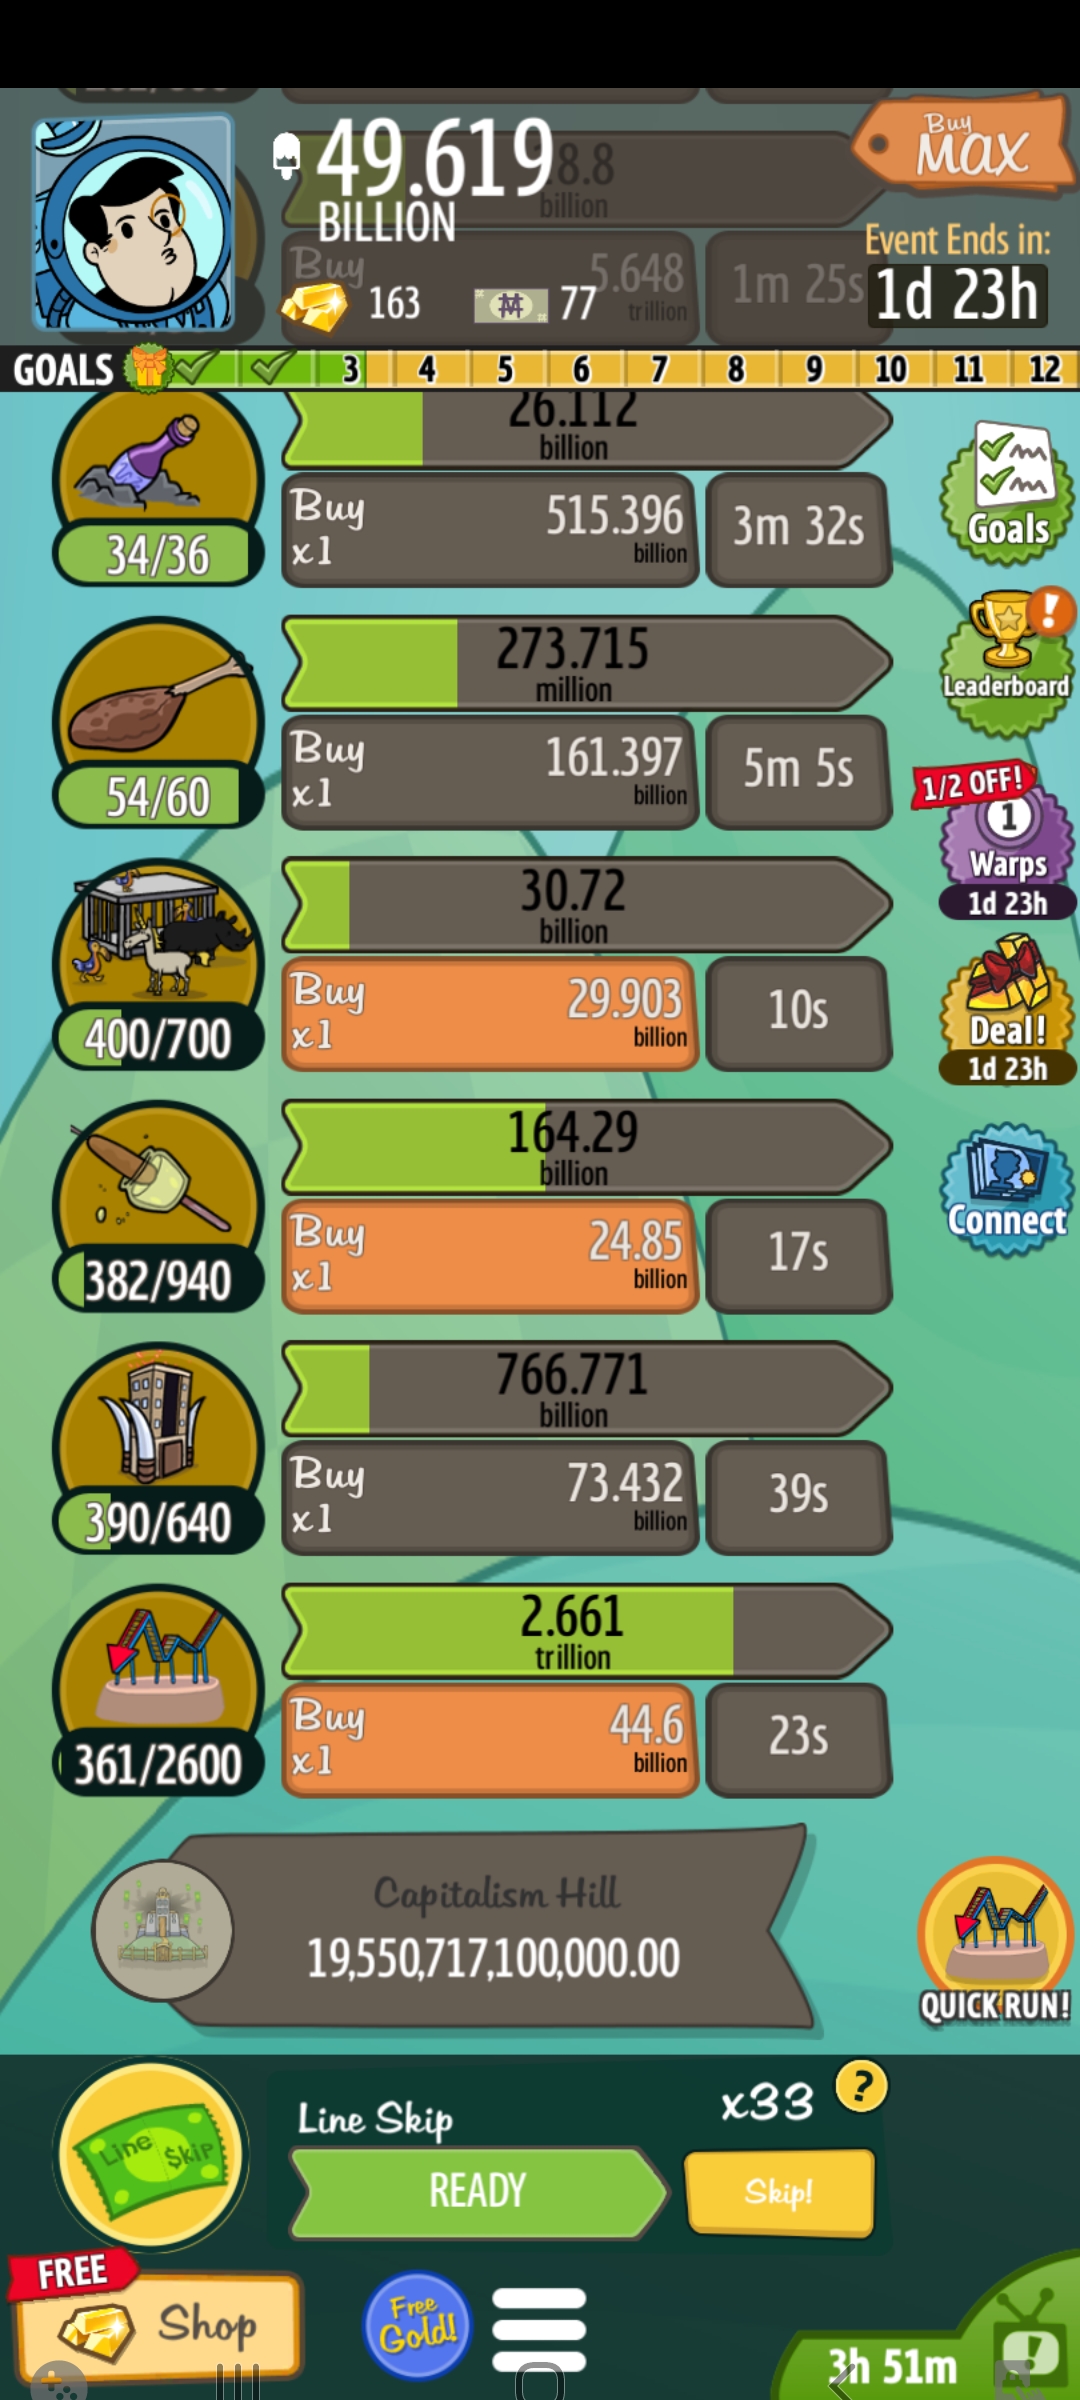 49.619
BILLION
Buy
MAX
18.8
billion
Event Ends in:
1d 23h
Buy
5.648
trillion
1m 25s
163
77
GOALS 3 4 5 6 7 8 9 10 11 12
26.112
billion
34/36
Buy
x1
515.396
billion
3m 32s
Goals
273.715
million
54/60
Buy
x1
161.397
billion
5m 5s
Leaderboard
!
1/2 OFF!
1
Warps
1d 23h
30.72
billion
400/700
Buy
x1
29.903
billion
10s
Deal!
1d 23h
164.29
billion
382/940
Buy
x1
24.85
billion
17s
Connect
766.771
billion
390/640
Buy
x1
73.432
billion
39s
2.661
trillion
361/2600
Buy
x1
44.6
billion
23s
Capitalism Hill
19,550,717,100,000.00
QUICK RUN!
Line $kip
Line Skip
x33
?
READY
Skip!
FREE
Shop
Free
Gold!
3h 51m
!